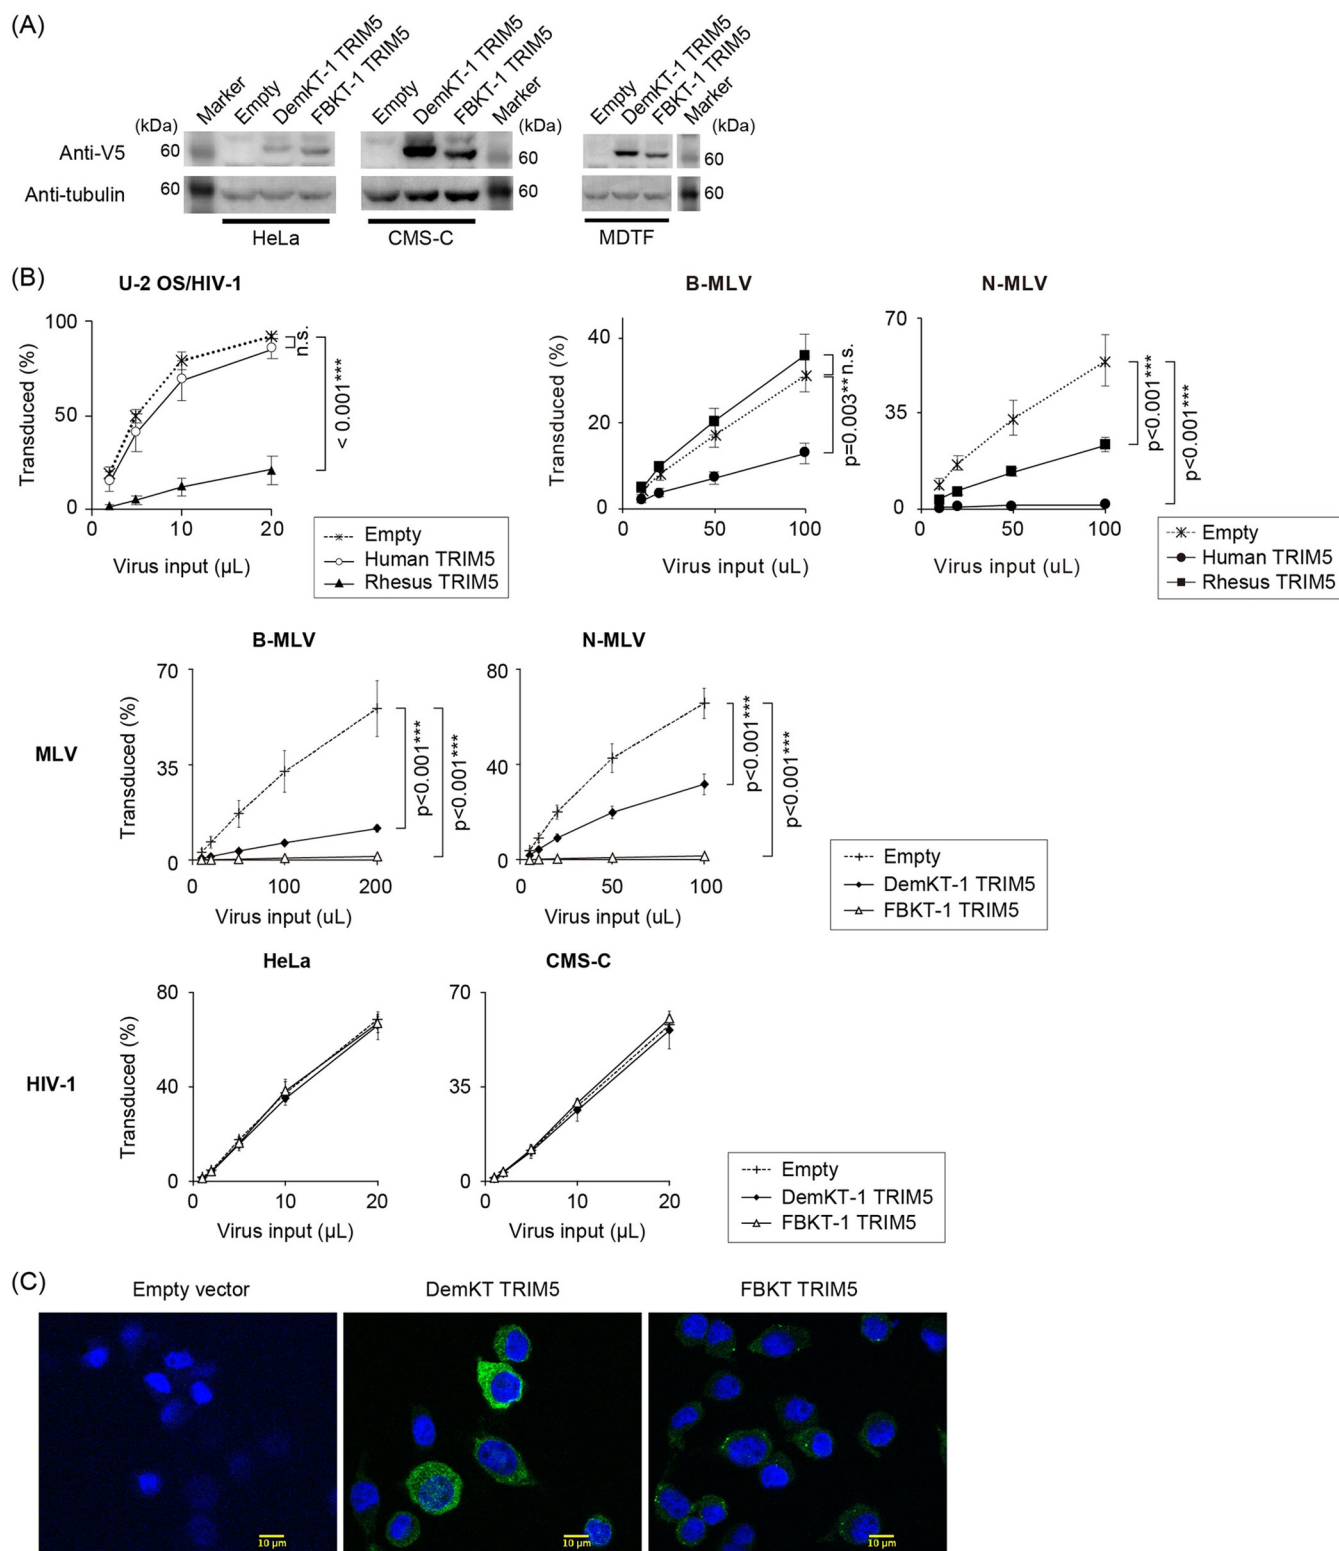 (A)
Marker Empty DemKT-1 TRIM5 FBKT-1 TRIM5 Empty DemKT-1 TRIM5 FBKT-1 TRIM5 Marker Empty DemKT-1 TRIM5 FBKT-1 TRIM5 Marker
(kDa) (kDa) (kDa)
Anti-V5 60 60 60
Anti-tubulin 60 60 60
HeLa CMS-C MDTF
(B)
U-2 OS/HIV-1
Transduced (%)
100
50
0
0 10 20
Virus input (µL)
n.s.
< 0.001***
Empty
Human TRIM5
Rhesus TRIM5
B-MLV
Transduced (%)
40
20
0
0 50 100
Virus input (uL)
n.s.
p=0.003**
N-MLV
70
35
0
0 50 100
Virus input (uL)
p<0.001***
p<0.001***
Empty
Human TRIM5
Rhesus TRIM5
MLV
B-MLV
Transduced (%)
70
35
0
0 100 200
Virus input (uL)
p<0.001***
p<0.001***
N-MLV
80
40
0
0 50 100
Virus input (uL)
p<0.001***
p<0.001***
Empty
DemKT-1 TRIM5
FBKT-1 TRIM5
HIV-1
HeLa
Transduced (%)
80
40
0
0 10 20
Virus input (µL)
CMS-C
70
35
0
0 10 20
Virus input (µL)
Empty
DemKT-1 TRIM5
FBKT-1 TRIM5
(C)
Empty vector DemKT TRIM5 FBKT TRIM5
10 µm 10 µm 10 µm